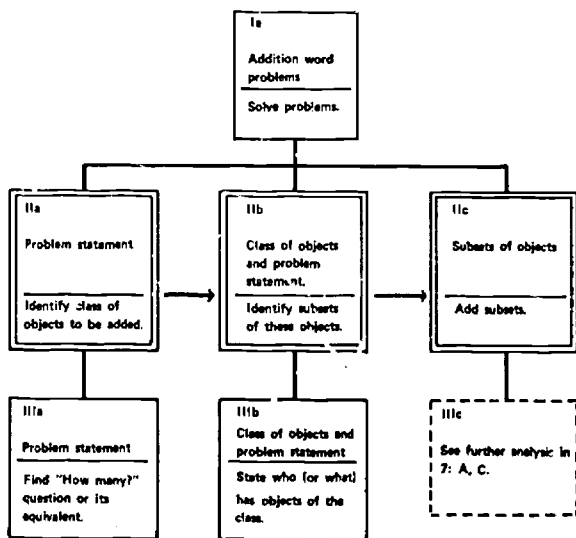 Ia
Addition word
problems
Solve problems.
IIa
Problem statement
Identify class of
objects to be added.
IIb
Class of objects
and problem
statement.
Identify subsets
of these objects.
IIc
Subsets of objects
Add subsets.
IIIa
Problem statement
Find "How many?"
question or its
equivalent.
IIIb
Class of objects and
problem statement
State who (or what)
has objects of the
class.
IIIc
See further analysic in
7: A, C.